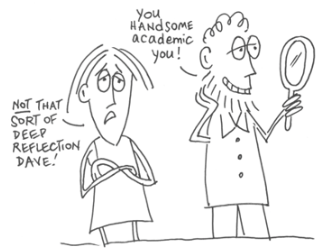 YOU
HANDSOME
academic
you!
NOT THAT
SORT OF
DEEP
REFLECTION
DAVE!